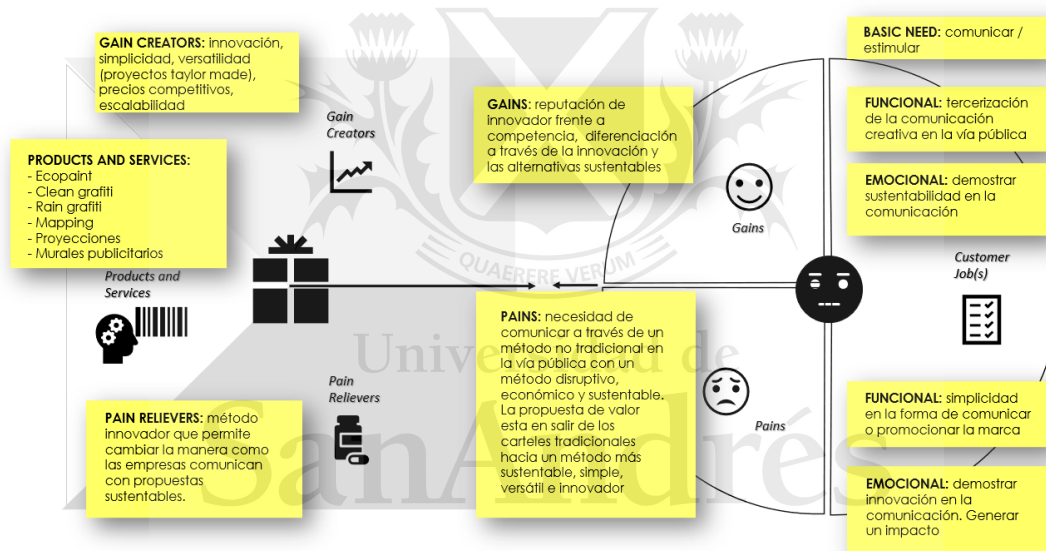 GAIN CREATORS: innovación,
simplicidad, versatilidad
(proyectos taylor made),
precios competitivos,
escalabilidad
Gain
Creators
PRODUCTS AND SERVICES:
- Ecopaint
- Clean grafiti
- Rain grafiti
- Mapping
- Proyecciones
- Murales publicitarios
Products and
Services
PAIN RELIEVERS: método
innovador que permite
cambiar la manera como
las empresas comunican
con propuestas
sustentables.
Pain
Relievers
GAINS: reputación de
innovador frente a
competencia, diferenciación
a través de la innovación y
las alternativas sustentables
Gains
PAINS: necesidad de
comunicar a través de un
método no tradicional en
la vía pública con un
método disruptivo,
económico y sustentable.
La propuesta de valor
esta en salir de los
carteles tradicionales
hacia un método más
sustentable, simple,
versátil e innovador
Pains
BASIC NEED: comunicar /
estimular
FUNCIONAL: tercerización
de la comunicación
creativa en la vía pública
EMOCIONAL: demostrar
sustentabilidad en la
comunicación
Customer
Job(s)
FUNCIONAL: simplicidad
en la forma de comunicar
o promocionar la marca
EMOCIONAL: demostrar
innovación en la
comunicación. Generar
un impacto
QUAERERE VERUM
Universidad de
SanAndrés